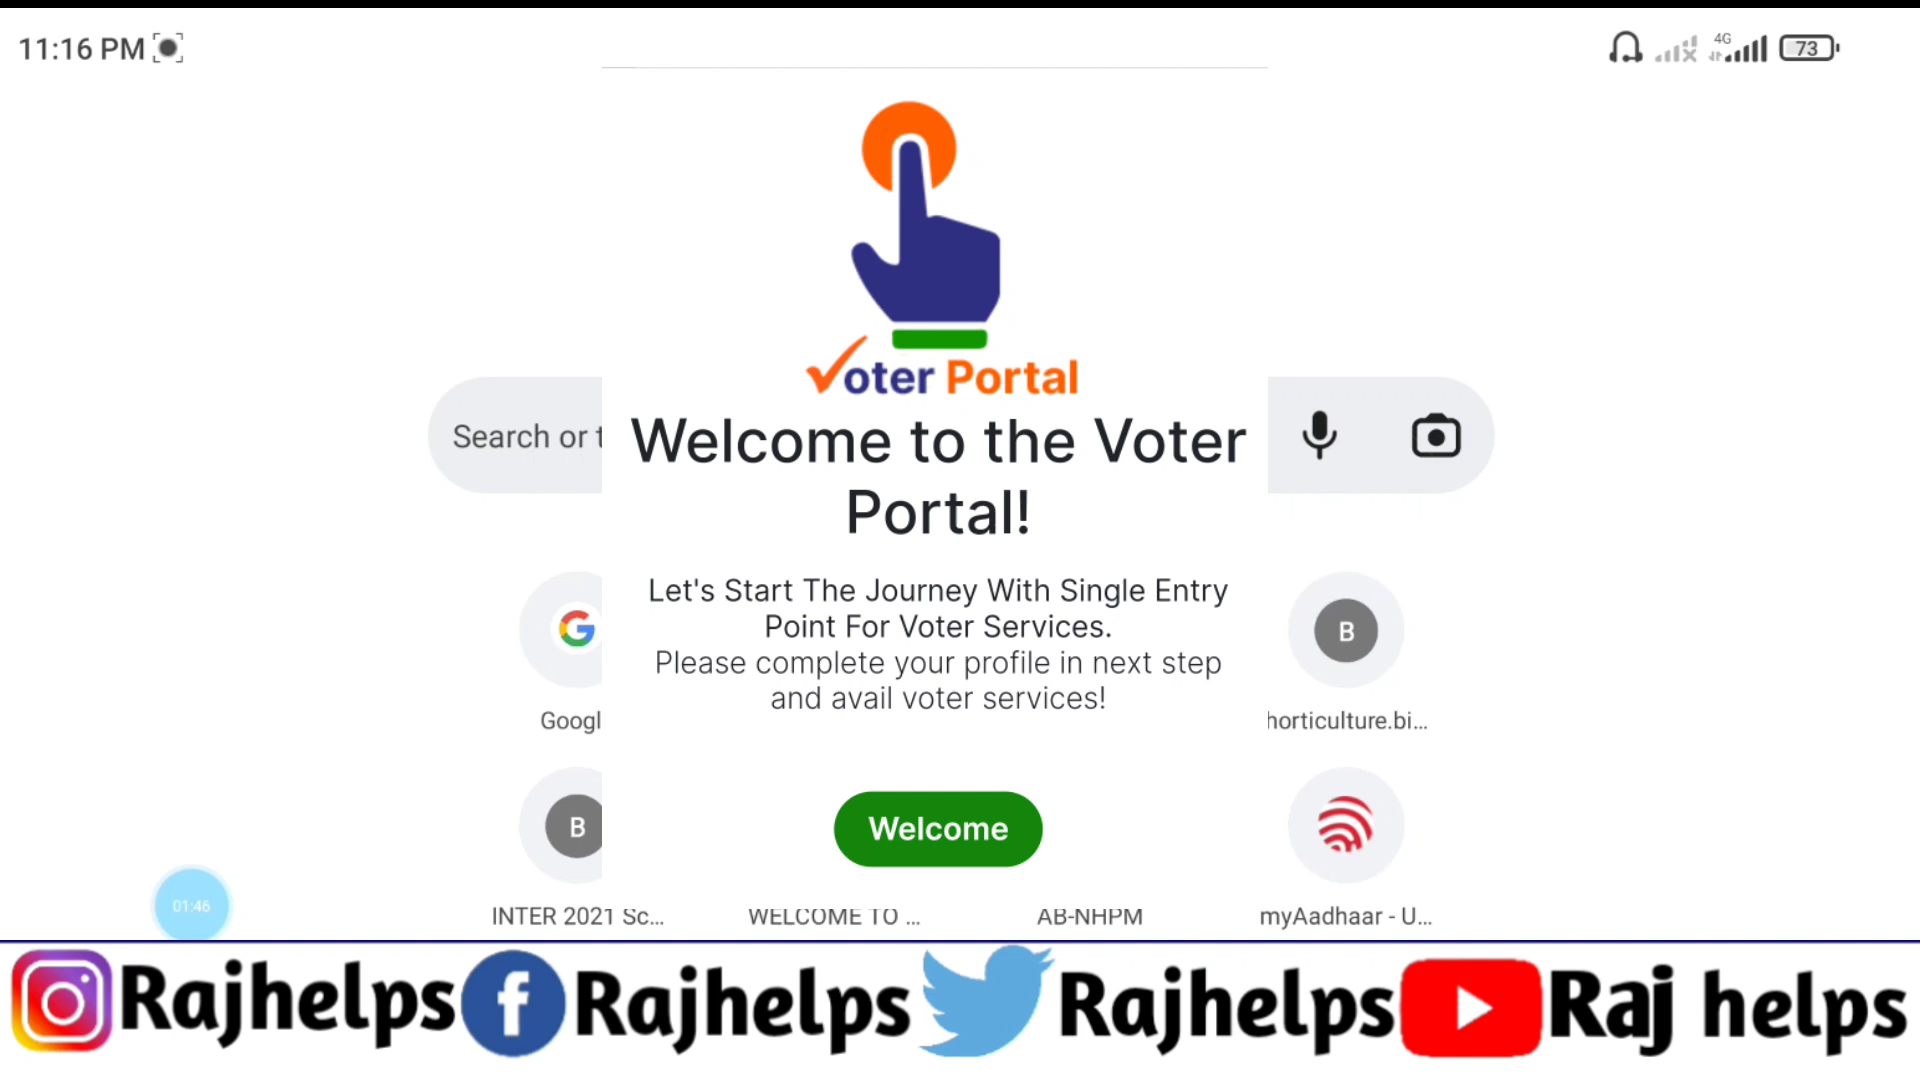 11:16 PM
4G
73
Voter Portal
Search or t
Welcome to the Voter
Portal!
Let's Start The Journey With Single Entry
Point For Voter Services.
Please complete your profile in next step
and avail voter services!
B
Googl
horticulture.bi...
Welcome
B
01:46
INTER 2021 Sc...
WELCOME TO ...
AB-NHPM
myAadhaar - U...
Rajhelps
Rajhelps
Rajhelps
Raj helps